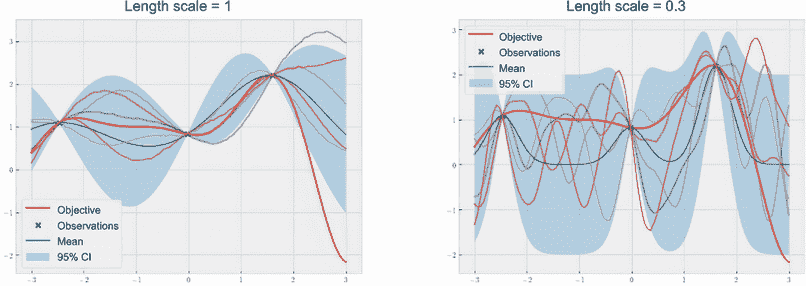 Length scale = 1
3
2
1
0
−1
−2
Objective
Observations
Mean
95% CI
−3
−2
−1
0
1
2
3
Length scale = 0.3
3
2
1
0
−1
−2
Objective
Observations
Mean
95% CI
−3
−2
−1
0
1
2
3